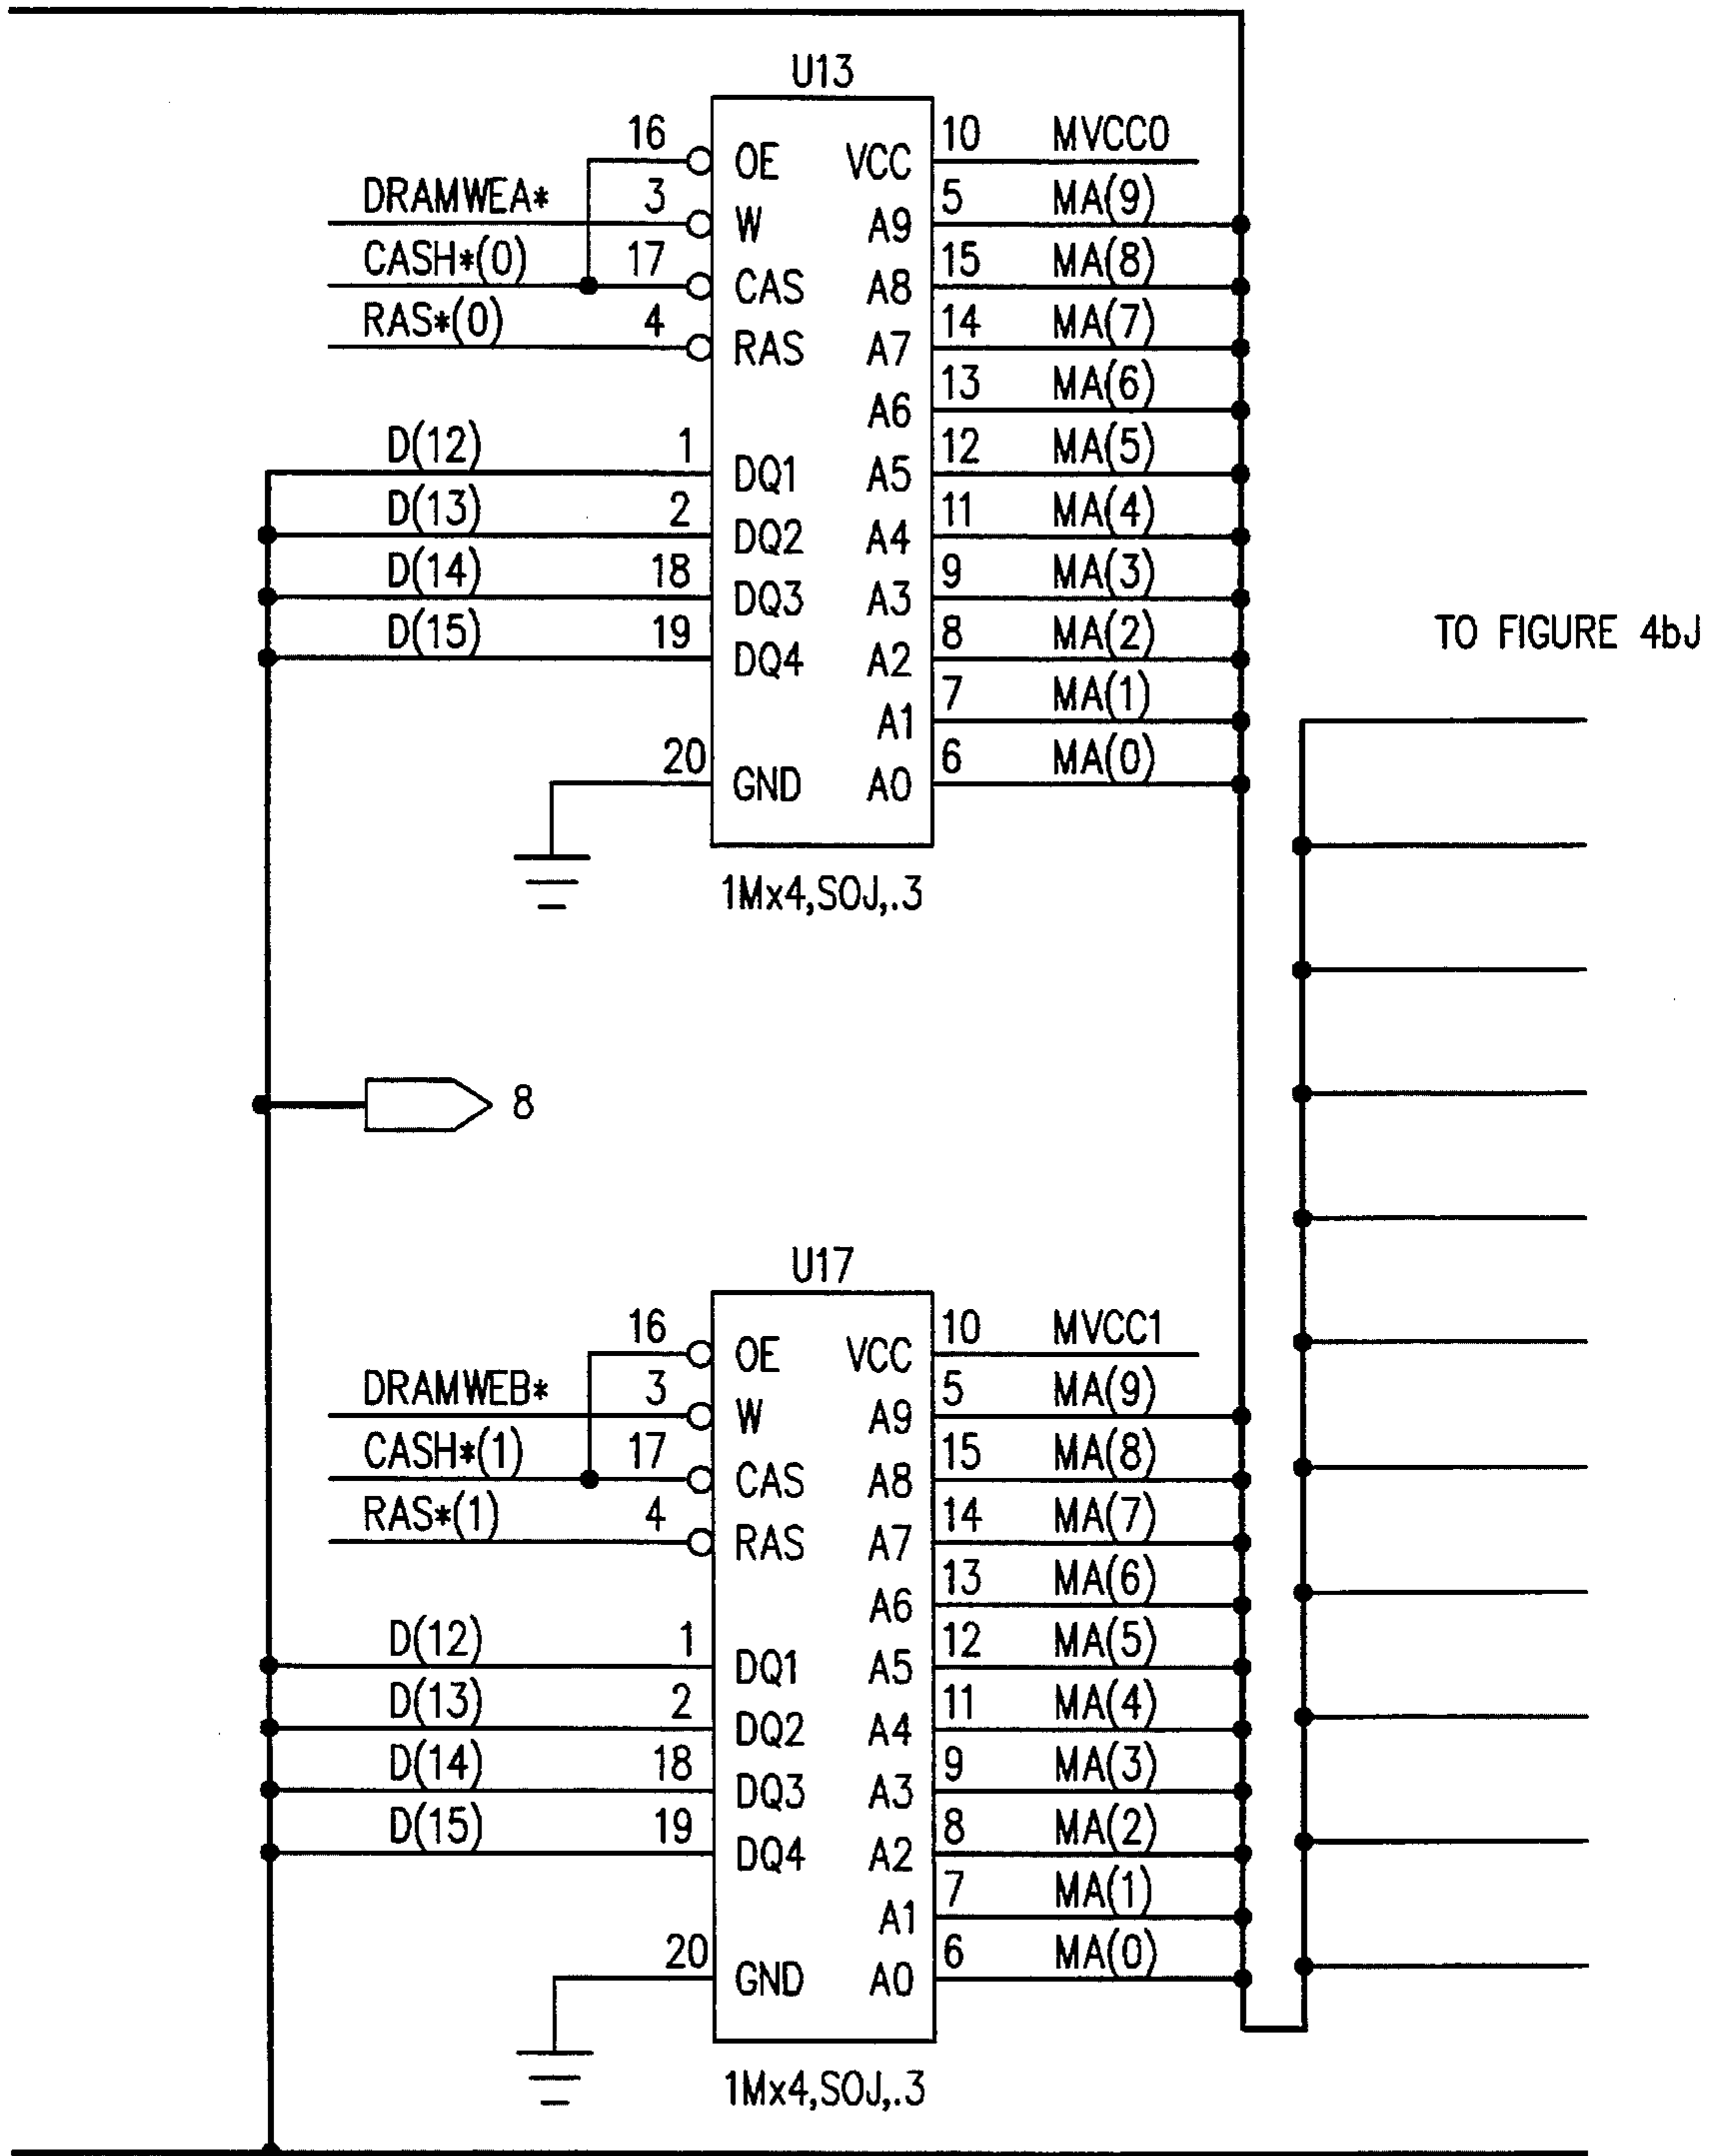 U13
16 OE VCC 10 MVCC0
DRAMWEA* 3 W A9 5 MA(9)
CASH*(0) 17 CAS A8 15 MA(8)
RAS*(0) 4 RAS A7 14 MA(7)
A6 13 MA(6)
D(12) 1 DQ1 A5 12 MA(5)
D(13) 2 DQ2 A4 11 MA(4)
D(14) 18 DQ3 A3 9 MA(3)
D(15) 19 DQ4 A2 8 MA(2)
A1 7 MA(1)
20 GND A0 6 MA(0)
1Mx4,SOJ,.3
TO FIGURE 4bJ
8
U17
16 OE VCC 10 MVCC1
DRAMWEB* 3 W A9 5 MA(9)
CASH*(1) 17 CAS A8 15 MA(8)
RAS*(1) 4 RAS A7 14 MA(7)
A6 13 MA(6)
D(12) 1 DQ1 A5 12 MA(5)
D(13) 2 DQ2 A4 11 MA(4)
D(14) 18 DQ3 A3 9 MA(3)
D(15) 19 DQ4 A2 8 MA(2)
A1 7 MA(1)
20 GND A0 6 MA(0)
1Mx4,SOJ,.3